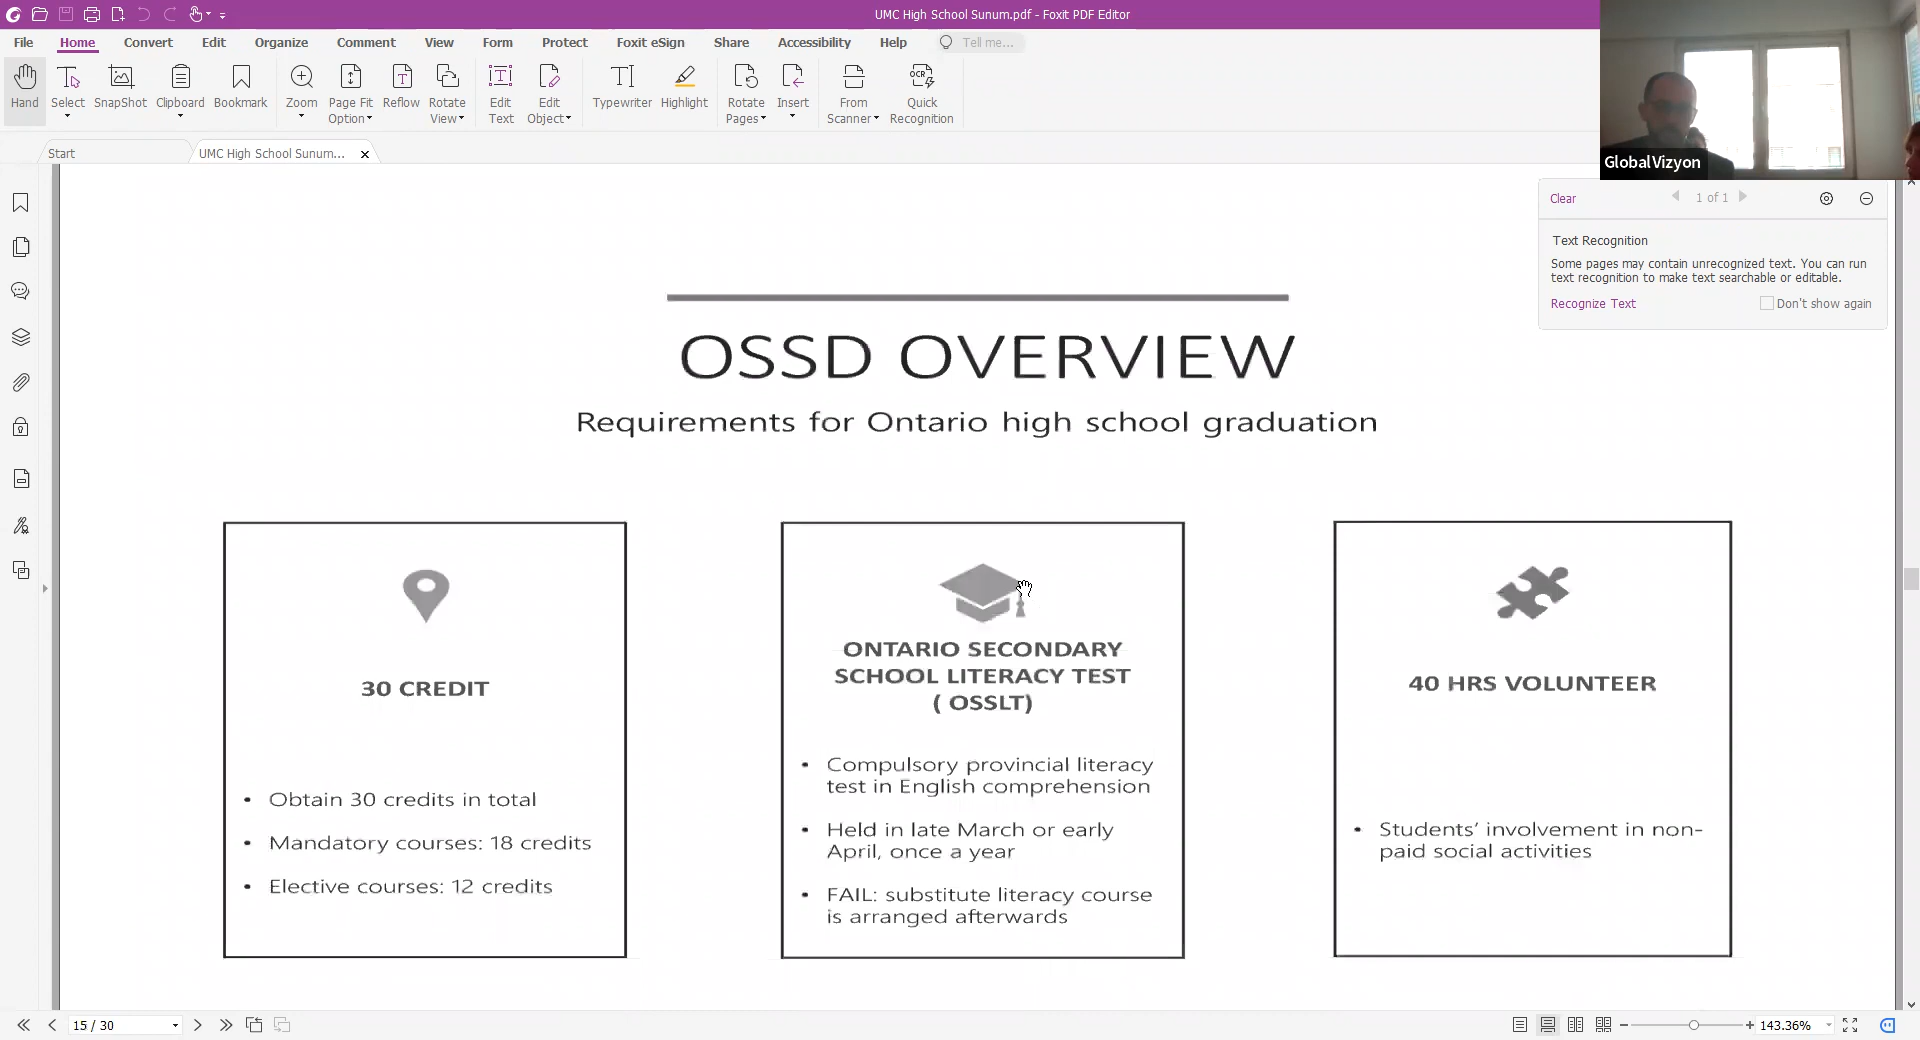 UMC High School Sunum.pdf - Foxit PDF Editor
File Home Convert Edit Organize Comment View Form Protect Foxit eSign Share Accessibility Help Tell me...
Hand Select SnapShot Clipboard Bookmark Zoom Page Fit Option Reflow Rotate View Edit Text Edit Object Typewriter Highlight Rotate Pages Insert From Scanner Quick Recognition
OCR
Start UMC High School Sunum...
GlobalVizyon
Clear 1 of 1
Text Recognition
Some pages may contain unrecognized text. You can run
text recognition to make text searchable or editable.
Recognize Text Don't show again
OSSD OVERVIEW
Requirements for Ontario high school graduation
30 CREDIT
• Obtain 30 credits in total
• Mandatory courses: 18 credits
• Elective courses: 12 credits
ONTARIO SECONDARY
SCHOOL LITERACY TEST
( OSSLT)
• Compulsory provincial literacy
test in English comprehension
• Held in late March or early
April, once a year
• FAIL: substitute literacy course
is arranged afterwards
40 HRS VOLUNTEER
• Students’ involvement in non-
paid social activities
15 / 30
143.36%